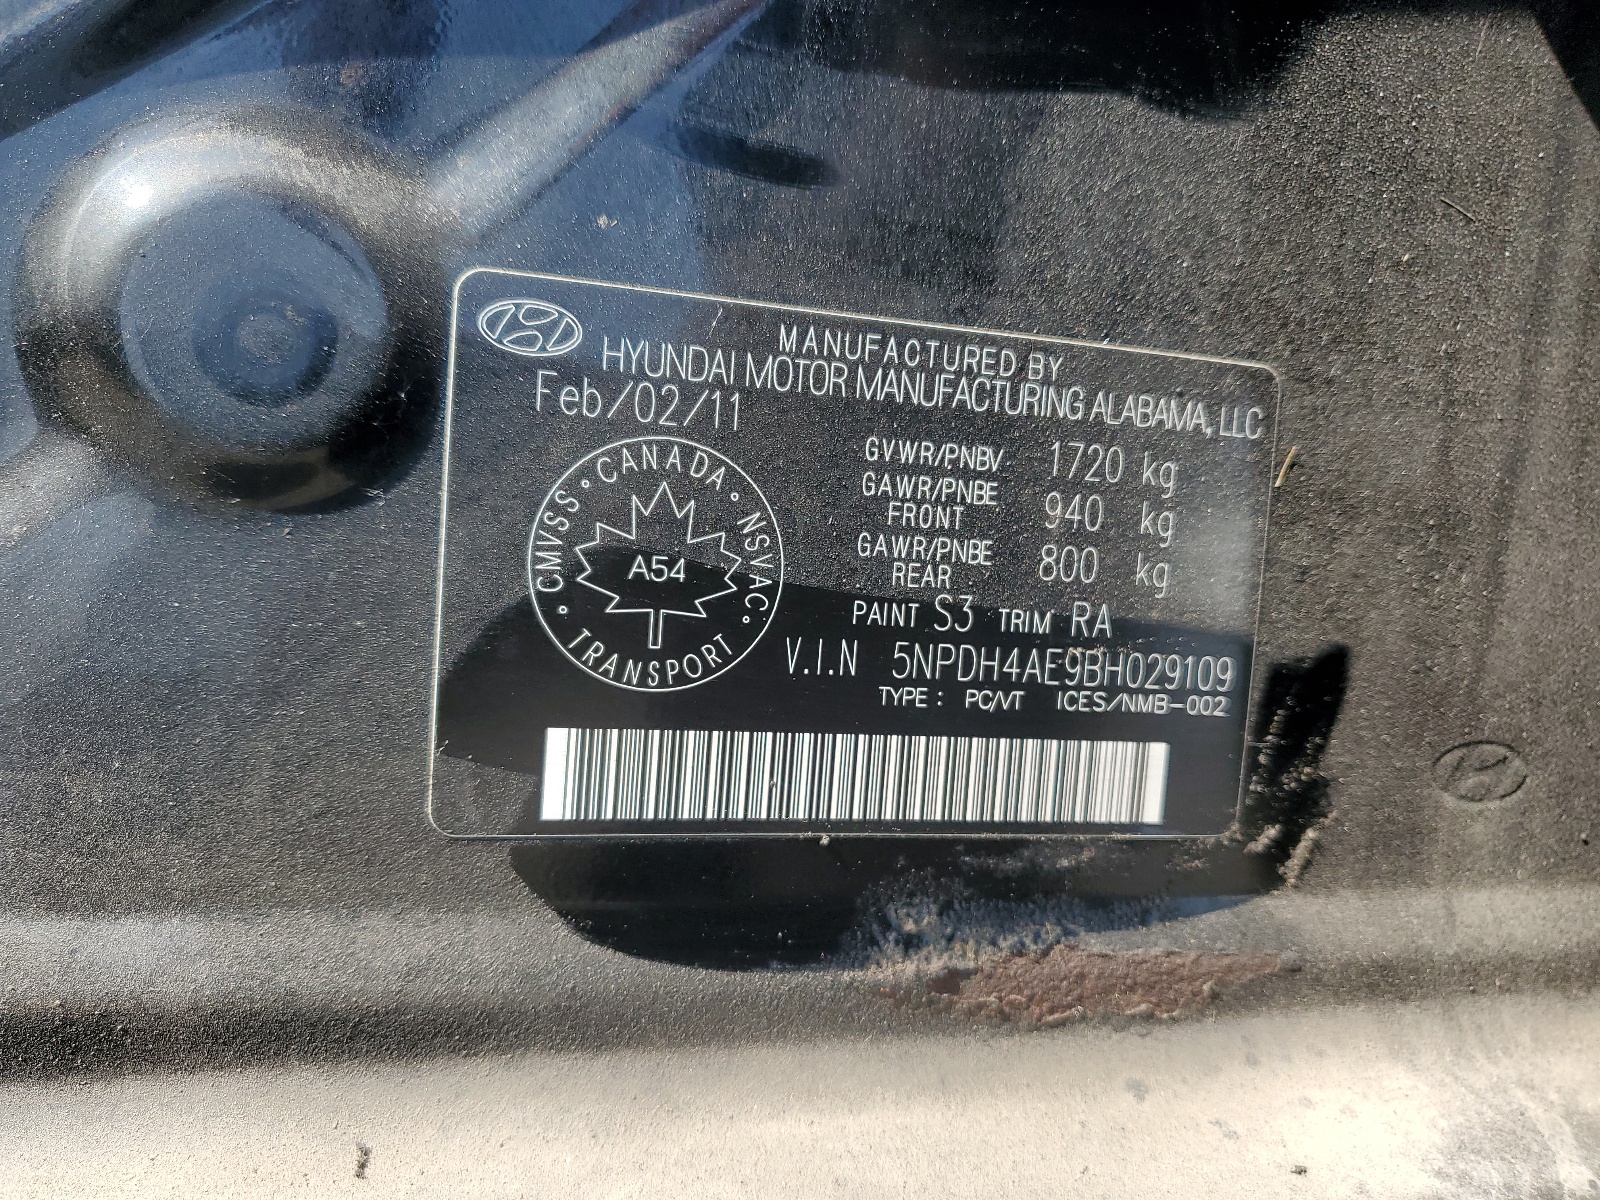 MANUFACTURED BY
HYUNDAI MOTOR MANUFACTURING ALABAMA, LLC
Feb/02/11
GVWR/PNBV 1720 kg
GAWR/PNBE FRONT 940 kg
GAWR/PNBE REAR 800 kg
PAINT S3 TRIM RA
V.I.N 5NPDH4AE9BH029109
TYPE: PC/VT ICES/NMB-002
CMVSS · CANADA · NSVAC · TRANSPORT ·
A54